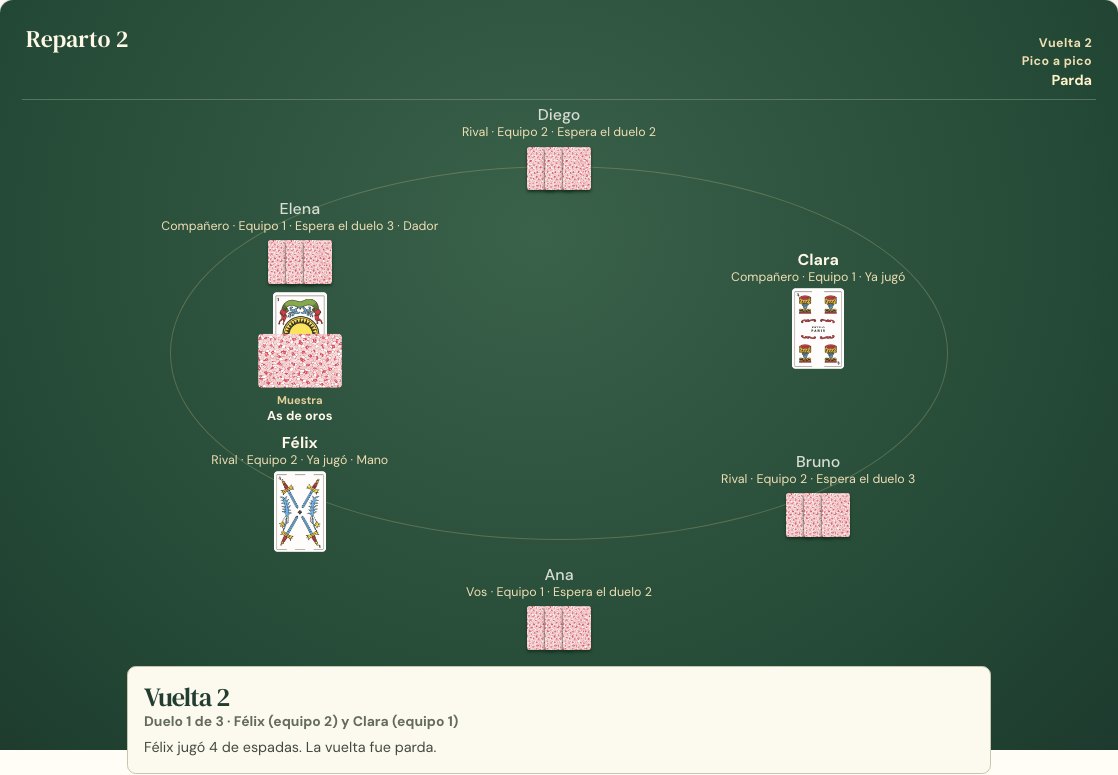 Reparto 2
Vuelta 2
Pico a pico
Parda
Diego
Rival · Equipo 2 · Espera el duelo 2
Elena
Compañero · Equipo 1 · Espera el duelo 3 · Dador
Clara
Compañero · Equipo 1 · Ya jugó
Muestra
As de oros
Félix
Rival · Equipo 2 · Ya jugó · Mano
Bruno
Rival · Equipo 2 · Espera el duelo 3
Ana
Vos · Equipo 1 · Espera el duelo 2
Vuelta 2
Duelo 1 de 3 · Félix (equipo 2) y Clara (equipo 1)
Félix jugó 4 de espadas. La vuelta fue parda.